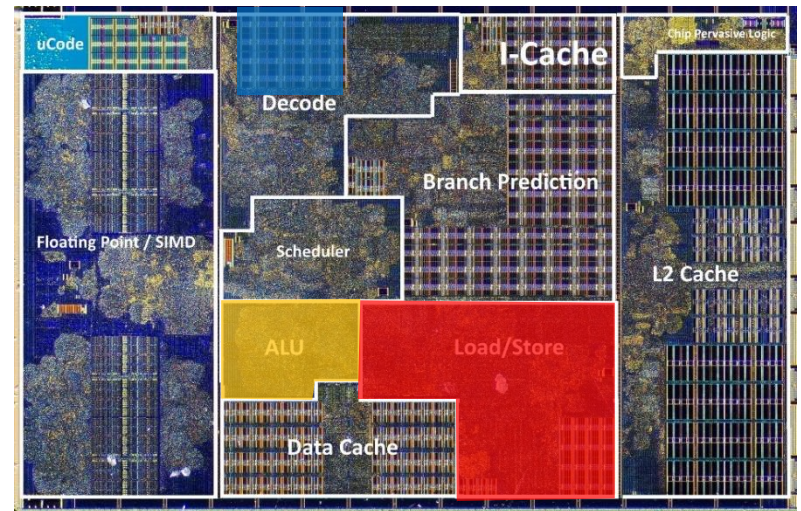 uCode
Decode
I-Cache
Chip Pervasive Logic
Branch Prediction
Floating Point / SIMD
Scheduler
L2 Cache
ALU
Load/Store
Data Cache